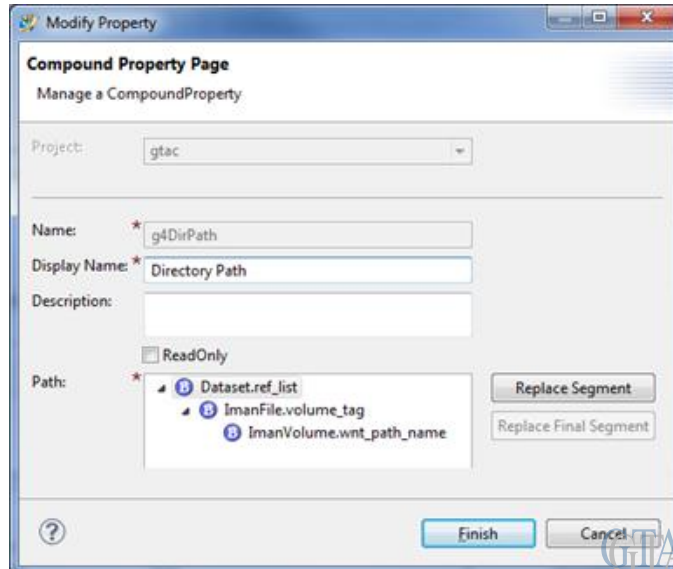 Modify Property
Compound Property Page
Manage a CompoundProperty
Project: gtac
Name: * g4DirPath
Display Name: * Directory Path
Description:
ReadOnly
Path: * Dataset.ref_list Replace Segment
ImanFile.volume_tag
ImanVolume.wnt_path_name Replace Final Segment
? Finish Cancel
GTA